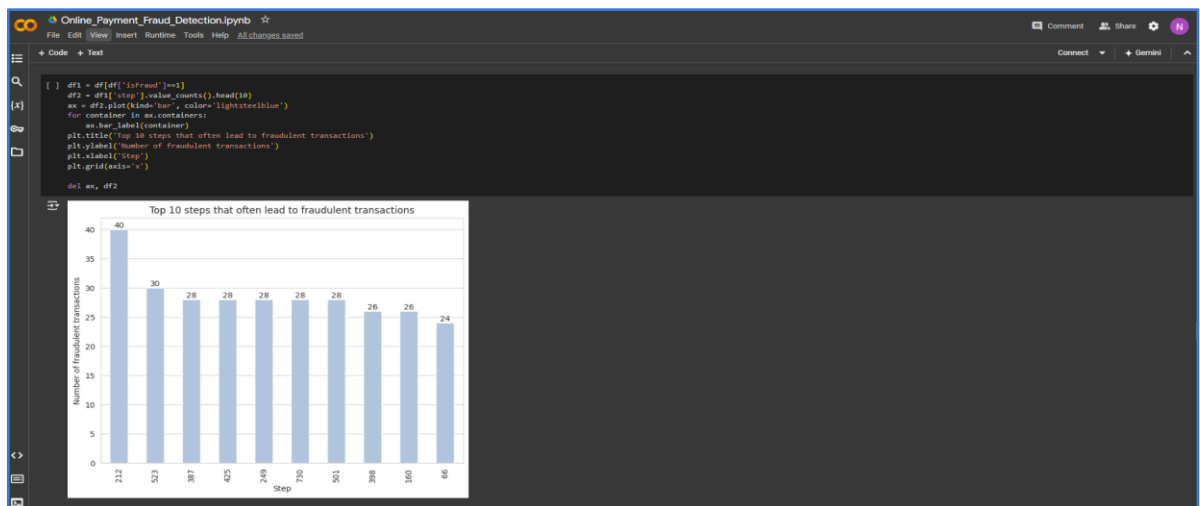 Online_Payment_Fraud_Detection.ipynb
Comment Share N
File Edit View Insert Runtime Tools Help All changes saved
+ Code + Text
Connect Gemini
[ ] df1 = df[df['isFraud']==1]
df2 = df1['step'].value_counts().head(10)
ax = df2.plot(kind='bar', color='lightsteelblue')
for container in ax.containers:
ax.bar_label(container)
plt.title('Top 10 steps that often lead to fraudulent transactions')
plt.ylabel('Number of fraudulent transactions')
plt.xlabel('Step')
plt.grid(axis='x')
del ax, df2
{x}
Top 10 steps that often lead to fraudulent transactions
Number of fraudulent transactions
40
35
30
25
20
15
10
5
0
40 30 28 28 28 28 28 26 26 24
212 523 387 425 249 730 501 398 160 66
Step